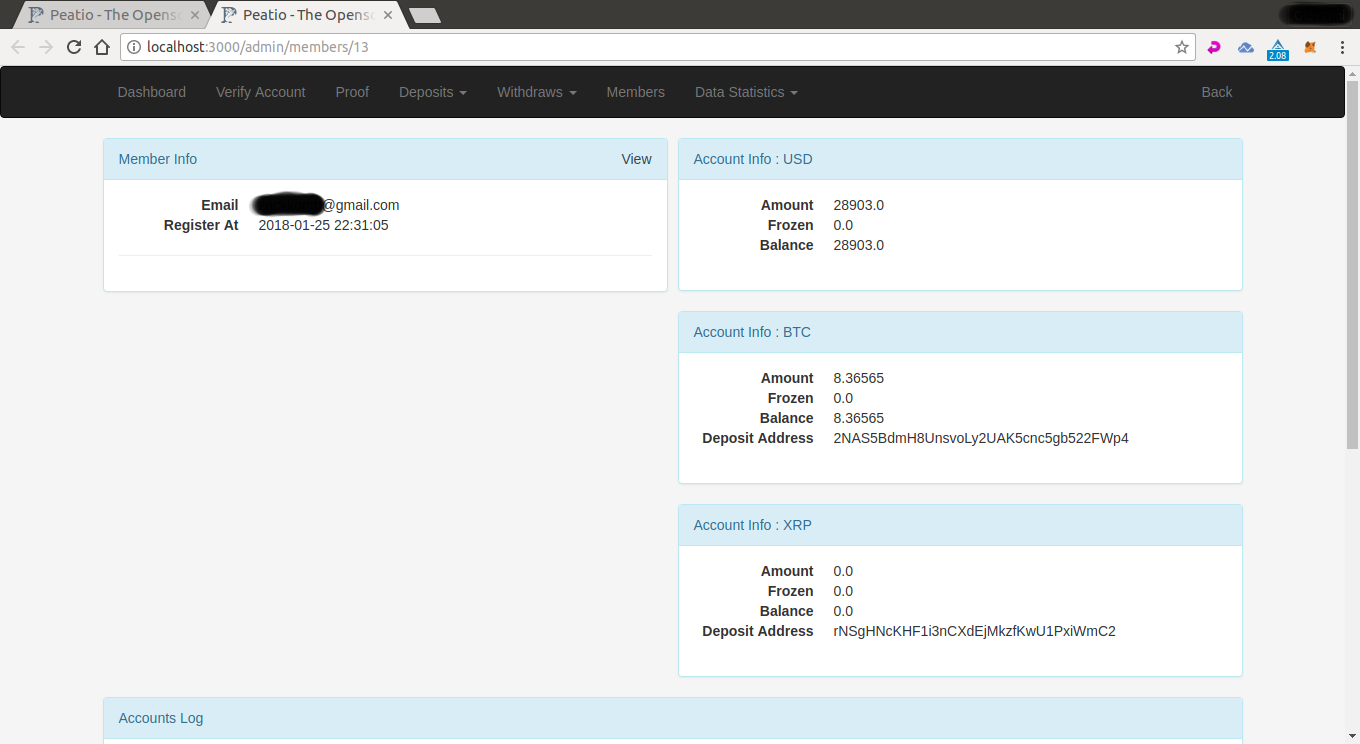 Peatio - The Openso
Peatio - The Openso
localhost:3000/admin/members/13
2.08
Dashboard Verify Account Proof Deposits Withdraws Members Data Statistics Back
Member Info View
Email @gmail.com
Register At 2018-01-25 22:31:05
Account Info : USD
Amount 28903.0
Frozen 0.0
Balance 28903.0
Account Info : BTC
Amount 8.36565
Frozen 0.0
Balance 8.36565
Deposit Address 2NAS5BdmH8UnsvoLy2UAK5cnc5gb522FWp4
Account Info : XRP
Amount 0.0
Frozen 0.0
Balance 0.0
Deposit Address rNSgHNcKHF1i3nCXdEjMkzfKwU1PxiWmC2
Accounts Log